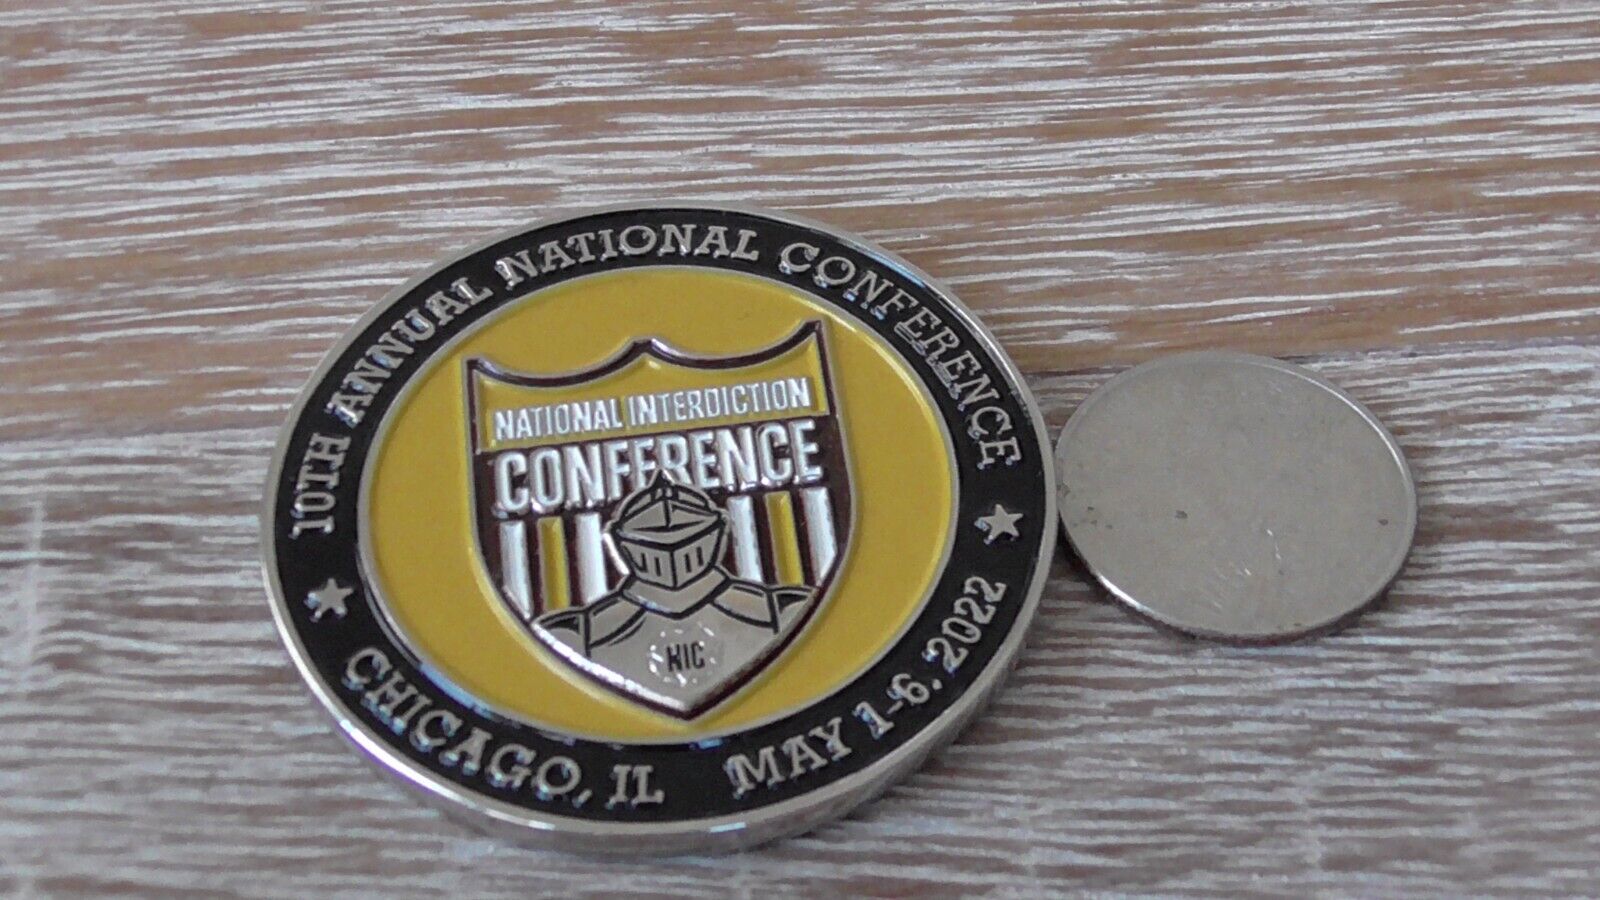 10TH ANNUAL NATIONAL CONFERENCE
NATIONAL INTERDICTION
CONFERENCE
NIC
CHICAGO, IL MAY 1-6, 2022